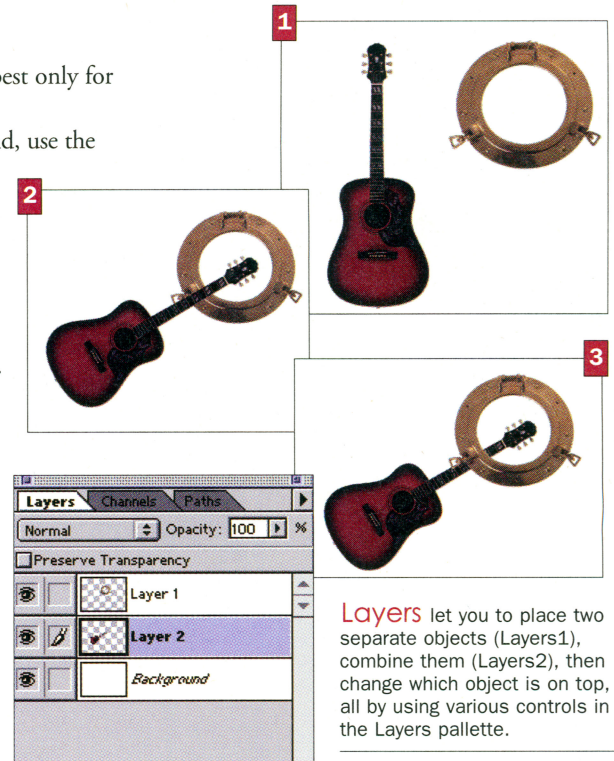 1
best only for
d, use the
2
3
Layers Channels Paths
Normal Opacity: 100 %
Preserve Transparency
Layer 1
Layer 2
Background
Layers let you to place two
separate objects (Layers1),
combine them (Layers2), then
change which object is on top,
all by using various controls in
the Layers pallette.